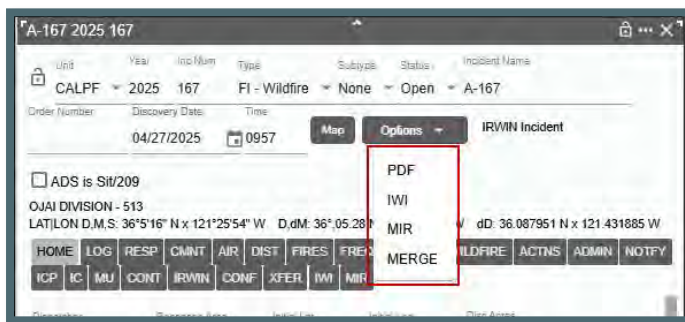 A-167 2025 167
Unit Year Inc Num Type Subtype Status Incident Name
CALPF 2025 167 FI - Wildfire None Open A-167
Order Number Discovery Date Time
04/27/2025 0957 Map Options IRWIN Incident
PDF
ADS is Sit/209
IWI
OJAI DIVISION - 513
LAT|LON D,M,S: 36°5'16" N x 121°25'54" W D,dM: 36°,05.28 dD: 36.087951 N x 121.431885 W
MIR
HOME LOG RESP CMNT AIR DIST FIRES ILDFIRE ACTNS ADMIN NOTFY
MERGE
ICP IC MU CONT IRWIN CONF XFER IWI MIR
Response Area
Disc Acres